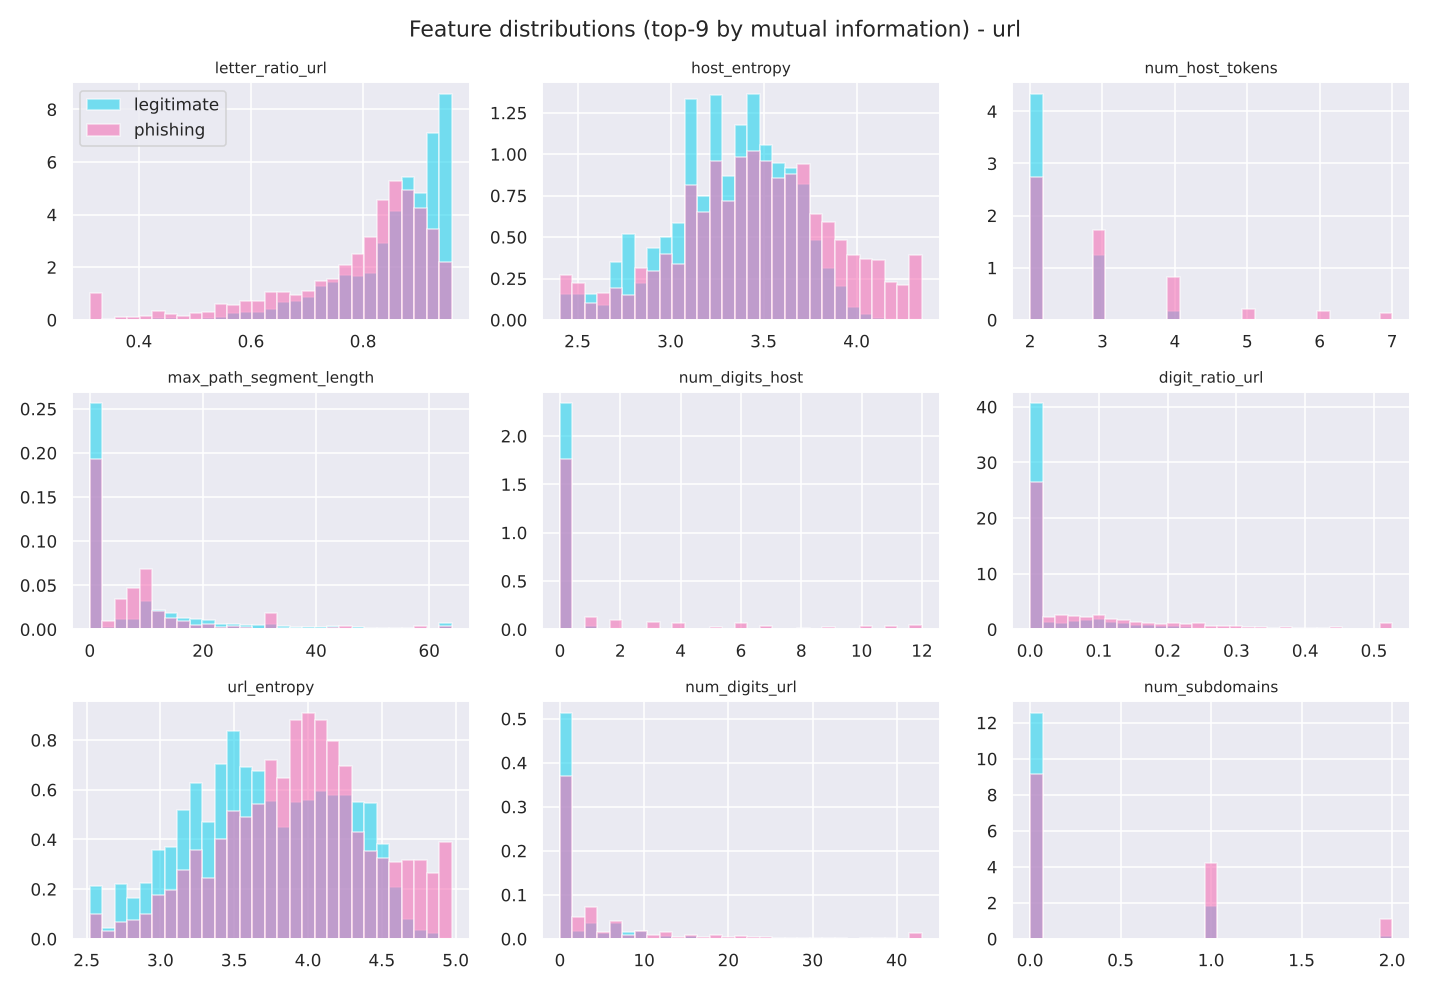 Feature distributions (top-9 by mutual information) - url
letter_ratio_url
legitimate
phishing
8
6
4
2
0
0.4 0.6 0.8
host_entropy
1.25
1.00
0.75
0.50
0.25
0.00
2.5 3.0 3.5 4.0
num_host_tokens
4
3
2
1
0
2 3 4 5 6 7
max_path_segment_length
0.25
0.20
0.15
0.10
0.05
0.00
0 20 40 60
num_digits_host
2.0
1.5
1.0
0.5
0.0
0 2 4 6 8 10 12
digit_ratio_url
40
30
20
10
0
0.0 0.1 0.2 0.3 0.4 0.5
url_entropy
0.8
0.6
0.4
0.2
0.0
2.5 3.0 3.5 4.0 4.5 5.0
num_digits_url
0.5
0.4
0.3
0.2
0.1
0.0
0 10 20 30 40
num_subdomains
12
10
8
6
4
2
0
0.0 0.5 1.0 1.5 2.0